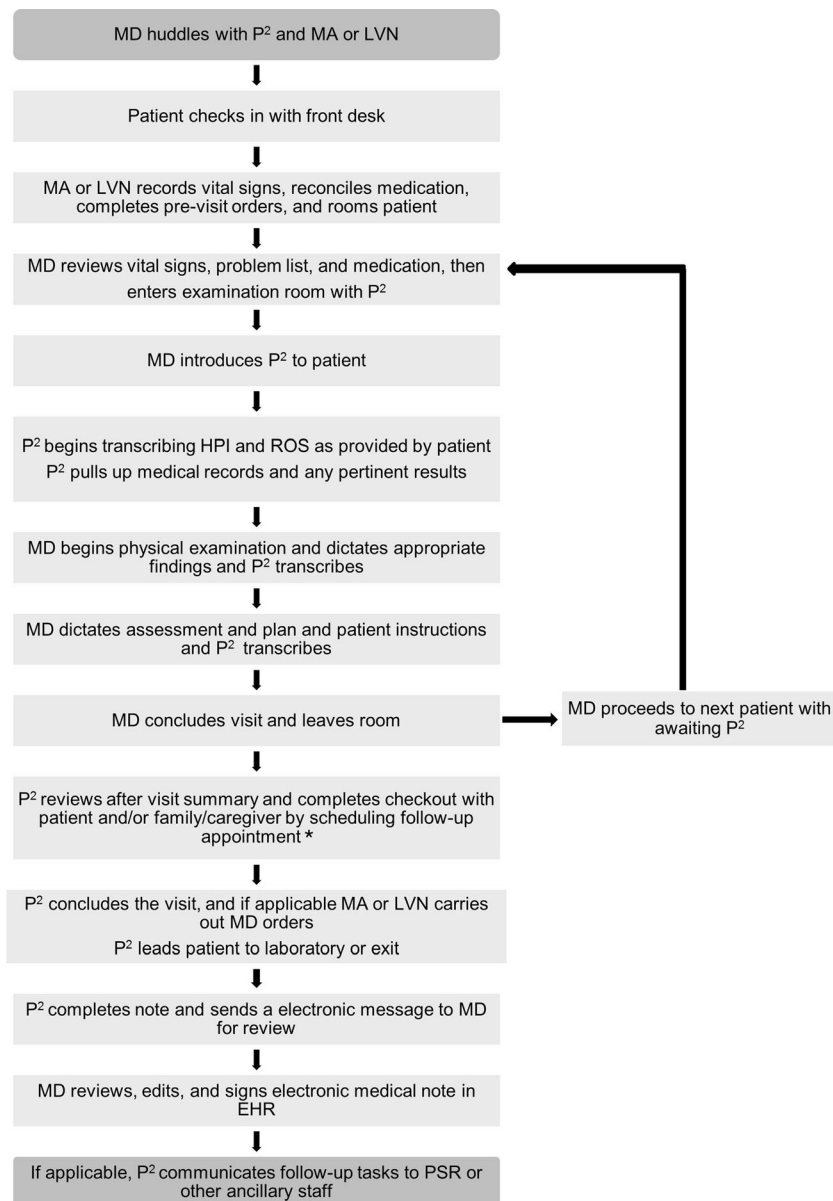 MD huddles with P² and MA or LVN
Patient checks in with front desk
MA or LVN records vital signs, reconciles medication,
completes pre-visit orders, and rooms patient
MD reviews vital signs, problem list, and medication, then
enters examination room with P²
MD introduces P² to patient
P² begins transcribing HPI and ROS as provided by patient
P² pulls up medical records and any pertinent results
MD begins physical examination and dictates appropriate
findings and P² transcribes
MD dictates assessment and plan and patient instructions
and P² transcribes
MD concludes visit and leaves room
MD proceeds to next patient with
awaiting P²
P² reviews after visit summary and completes checkout with
patient and/or family/caregiver by scheduling follow-up
appointment *
P² concludes the visit, and if applicable MA or LVN carries
out MD orders
P² leads patient to laboratory or exit
P² completes note and sends a electronic message to MD
for review
MD reviews, edits, and signs electronic medical note in
EHR
If applicable, P² communicates follow-up tasks to PSR or
other ancillary staff